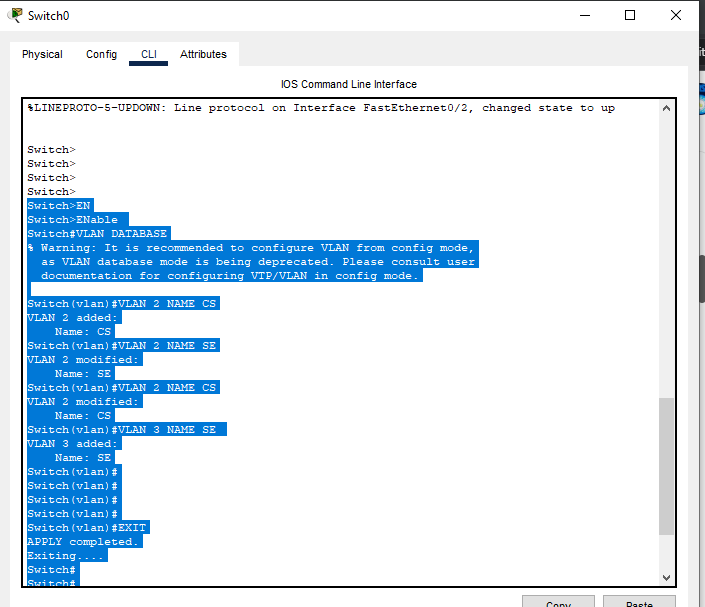 Switch0
Physical Config CLI Attributes
IOS Command Line Interface
%LINEPROTO-5-UPDOWN: Line protocol on Interface FastEthernet0/2, changed state to up
Switch>
Switch>
Switch>
Switch>
Switch>EN
Switch>ENable
Switch#VLAN DATABASE
% Warning: It is recommended to configure VLAN from config mode,
as VLAN database mode is being deprecated. Please consult user
documentation for configuring VTP/VLAN in config mode.
Switch(vlan)#VLAN 2 NAME CS
VLAN 2 added:
Name: CS
Switch(vlan)#VLAN 2 NAME SE
VLAN 2 modified:
Name: SE
Switch(vlan)#VLAN 2 NAME CS
VLAN 2 modified:
Name: CS
Switch(vlan)#VLAN 3 NAME SE
VLAN 3 added:
Name: SE
Switch(vlan)#
Switch(vlan)#
Switch(vlan)#
Switch(vlan)#
Switch(vlan)#EXIT
APPLY completed.
Exiting....
Switch#
Switch#
Copy Paste